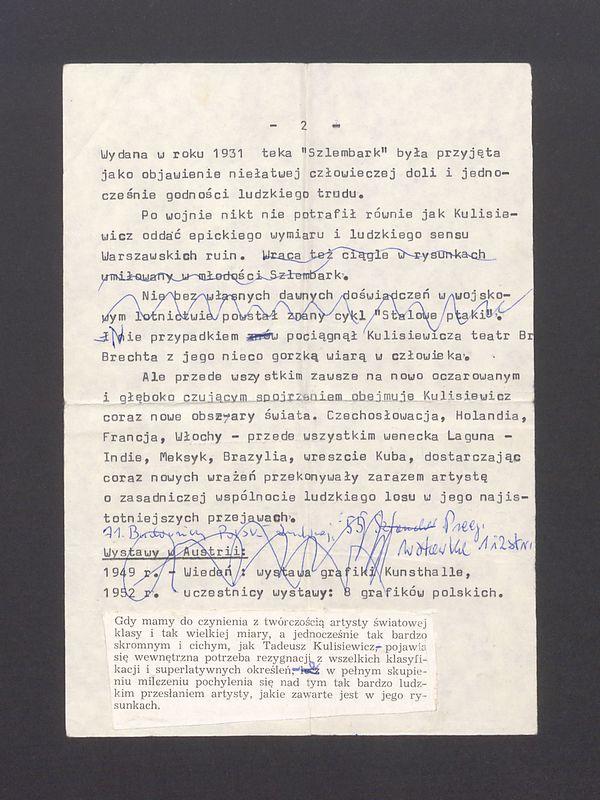 - 2 -
Wydana w roku 1931 teka "Szlembark" była przyjęta
jako objawienie niełatwej człowieczej doli i jedno-
cześnie godności ludzkiego trudu.
Po wojnie nikt nie potrafił równie jak Kulisie-
wicz oddać epickiego wymiaru i ludzkiego sensu
Warszawskich ruin. Wraca też ciągle w rysunkach
umiłowany w młodości Szlembark.
Nie bez własnych dawnych doświadczeń w wojsko-
wym lotnictwie powstał znany cykl "Stalowe ptaki".
I Nie przypadkiem znów pociągnął Kulisiewicza teatr Br
Brechta z jego nieco gorzką wiarą w człowieka.
Ale przede wszystkim zawsze na nowo oczarowanym
i głęboko czującym spojrzeniem obejmuje Kulisiewicz
coraz nowe obszary świata. Czechosłowacja, Holandia,
Francja, Włochy - przede wszystkim wenecka Laguna -
Indie, Meksyk, Brazylia, wreszcie Kuba, dostarczając
coraz nowych wrażeń przekonywały zarazem artystę
o zasadniczej wspólnocie ludzkiego losu w jego najis-
totniejszych przejawach.
71. 55
Wystawy w Austrii:
1949 r. - Wiedeń : wystawa grafiki Kunsthalle,
1952 r. uczestnicy wystawy: 8 grafików polskich.
Gdy mamy do czynienia z twórczością artysty światowej
klasy i tak wielkiej miary, a jednocześnie tak bardzo
skromnym i cichym, jak Tadeusz Kulisiewicz, pojawia
się wewnętrzna potrzeba rezygnacji z wszelkich klasyfi-
kacji i superlatywnych określeń, w pełnym skupie-
niu milczeniu pochylenia się nad tym tak bardzo ludz-
kim przesłaniem artysty, jakie zawarte jest w jego ry-
sunkach.